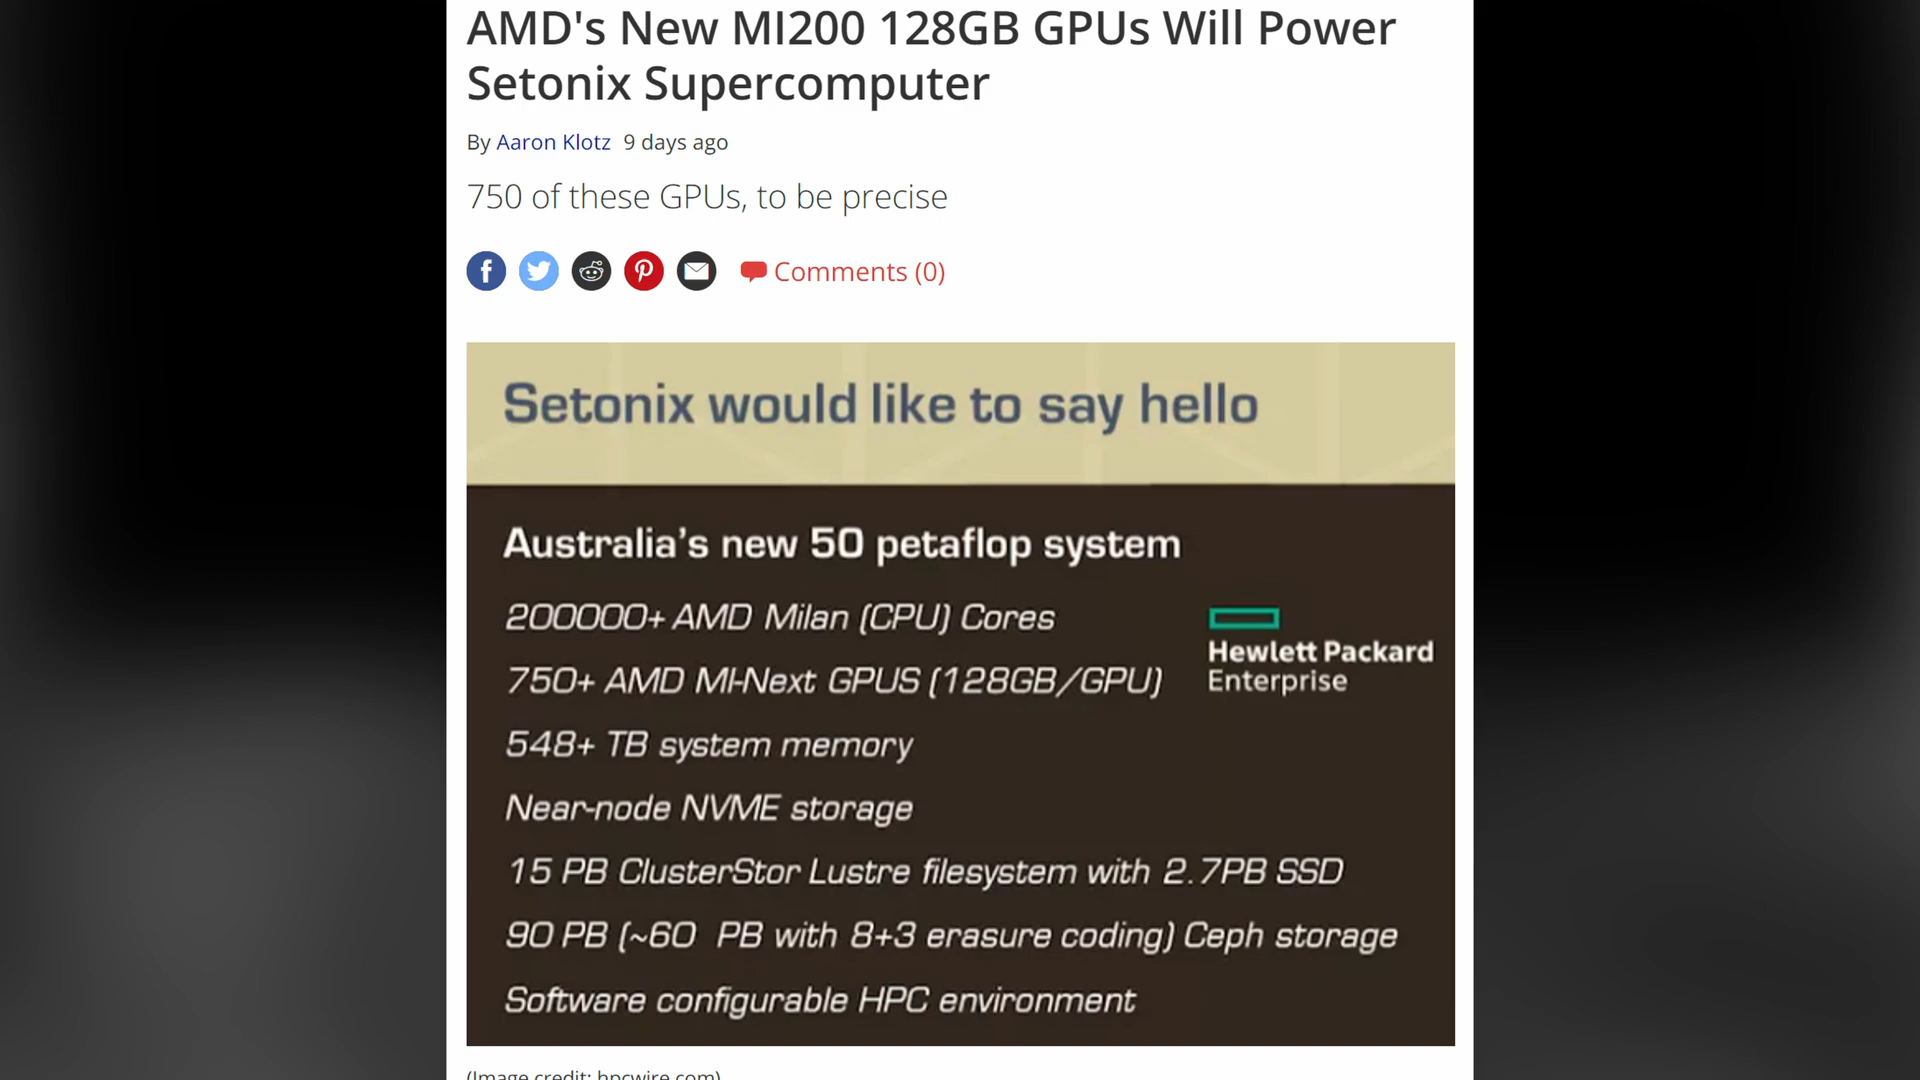 AMD's New MI200 128GB GPUs Will Power
Setonix Supercomputer
By Aaron Klotz 9 days ago
750 of these GPUs, to be precise
Comments (0)
Setonix would like to say hello
Australia's new 50 petaflop system
200000+ AMD Milan (CPU) Cores
750+ AMD MI-Next GPUS (128GB/GPU)
Hewlett Packard
Enterprise
548+ TB system memory
Near-node NVME storage
15 PB ClusterStor Lustre filesystem with 2.7PB SSD
90 PB (~60 PB with 8+3 erasure coding) Ceph storage
Software configurable HPC environment
(Image credit: hpcwire.com)